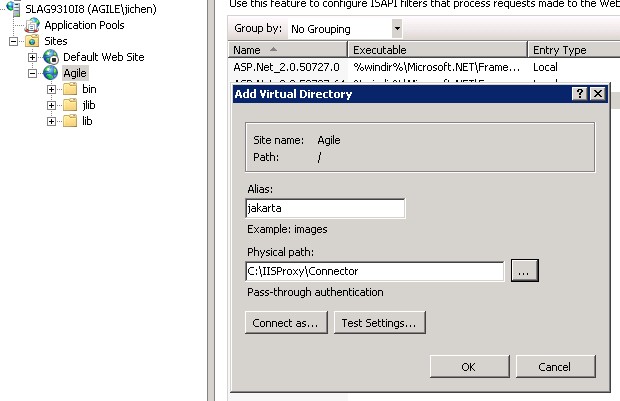 SLAG9310I8 (AGILE\jichen)
Application Pools
Sites
Default Web Site
Agile
bin
jlib
lib
Use this feature to configure ISAPI filters that process requests made to the Web
Group by: No Grouping
Name Executable Entry Type
ASP.Net_2.0.50727.0 %windir%\Microsoft.NET\Frame... Local
Add Virtual Directory
Site name: Agile
Path: /
Alias:
jakarta
Example: images
Physical path:
C:\IISProxy\Connector
...
Pass-through authentication
Connect as... Test Settings...
OK Cancel